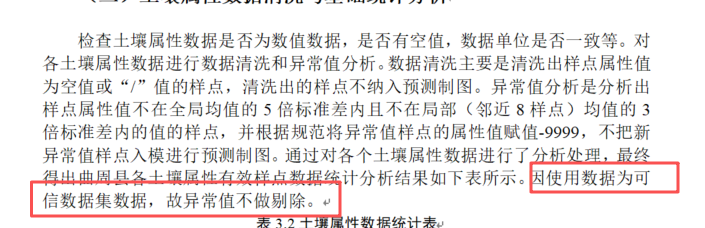 检查土壤属性数据是否为数值数据，是否有空值，数据单位是否一致等。对
各土壤属性数据进行数据清洗和异常值分析。数据清洗主要是清洗出样点属性值
为空值或“/”值的样点，清洗出的样点不纳入预测制图。异常值分析是分析出
样点属性值不在全局均值的 5 倍标准差内且不在局部（邻近 8 样点）均值的 3
倍标准差内的值的样点，并根据规范将异常值样点的属性值赋值-9999，不把新
异常值样点入模进行预测制图。通过对各个土壤属性数据进行了分析处理，最终
得出曲周县各土壤属性有效样点数据统计分析结果如下表所示。因使用数据为可
信数据集数据，故异常值不做剔除。
表 3.2 土壤属性数据统计表